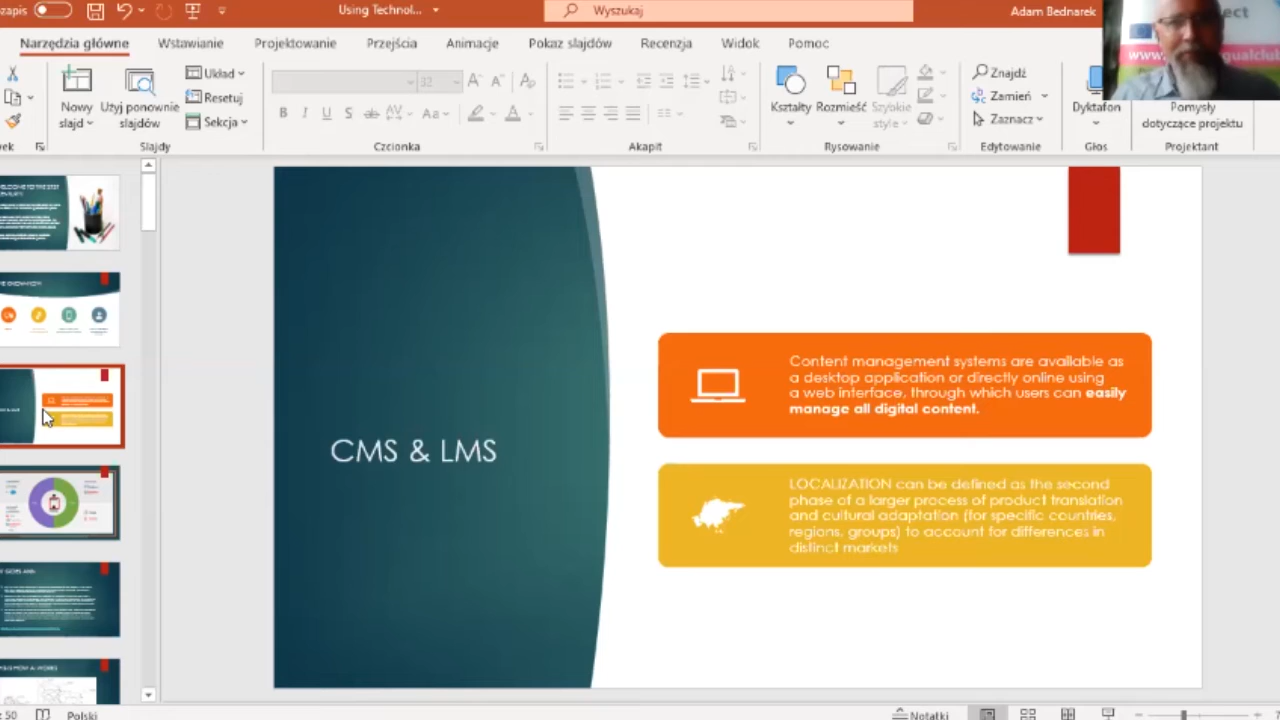 zapis
Using Technol...
Wyszukaj
Adam Bednarek
Narzędzia główne Wstawianie Projektowanie Przejścia Animacje Pokaz slajdów Recenzja Widok Pomoc
Nowy slajd
Użyj ponownie slajdów
Układ
Resetuj
Sekcja
32
Kształty
Rozmieść
Szybkie style
Znajdź
Zamień
Zaznacz
Dyktafon
Pomysły dotyczące projektu
Slajdy
Czcionka
Akapit
Rysowanie
Edytowanie
Głos
Projektant
CMS & LMS
Content management systems are available as
a desktop application or directly online using
a web interface, through which users can easily
manage all digital content.
LOCALIZATION can be defined as the second
phase of a larger process of product translation
and cultural adaptation (for specific countries,
regions, groups) to account for differences in
distinct markets
50
Polski
Notatki